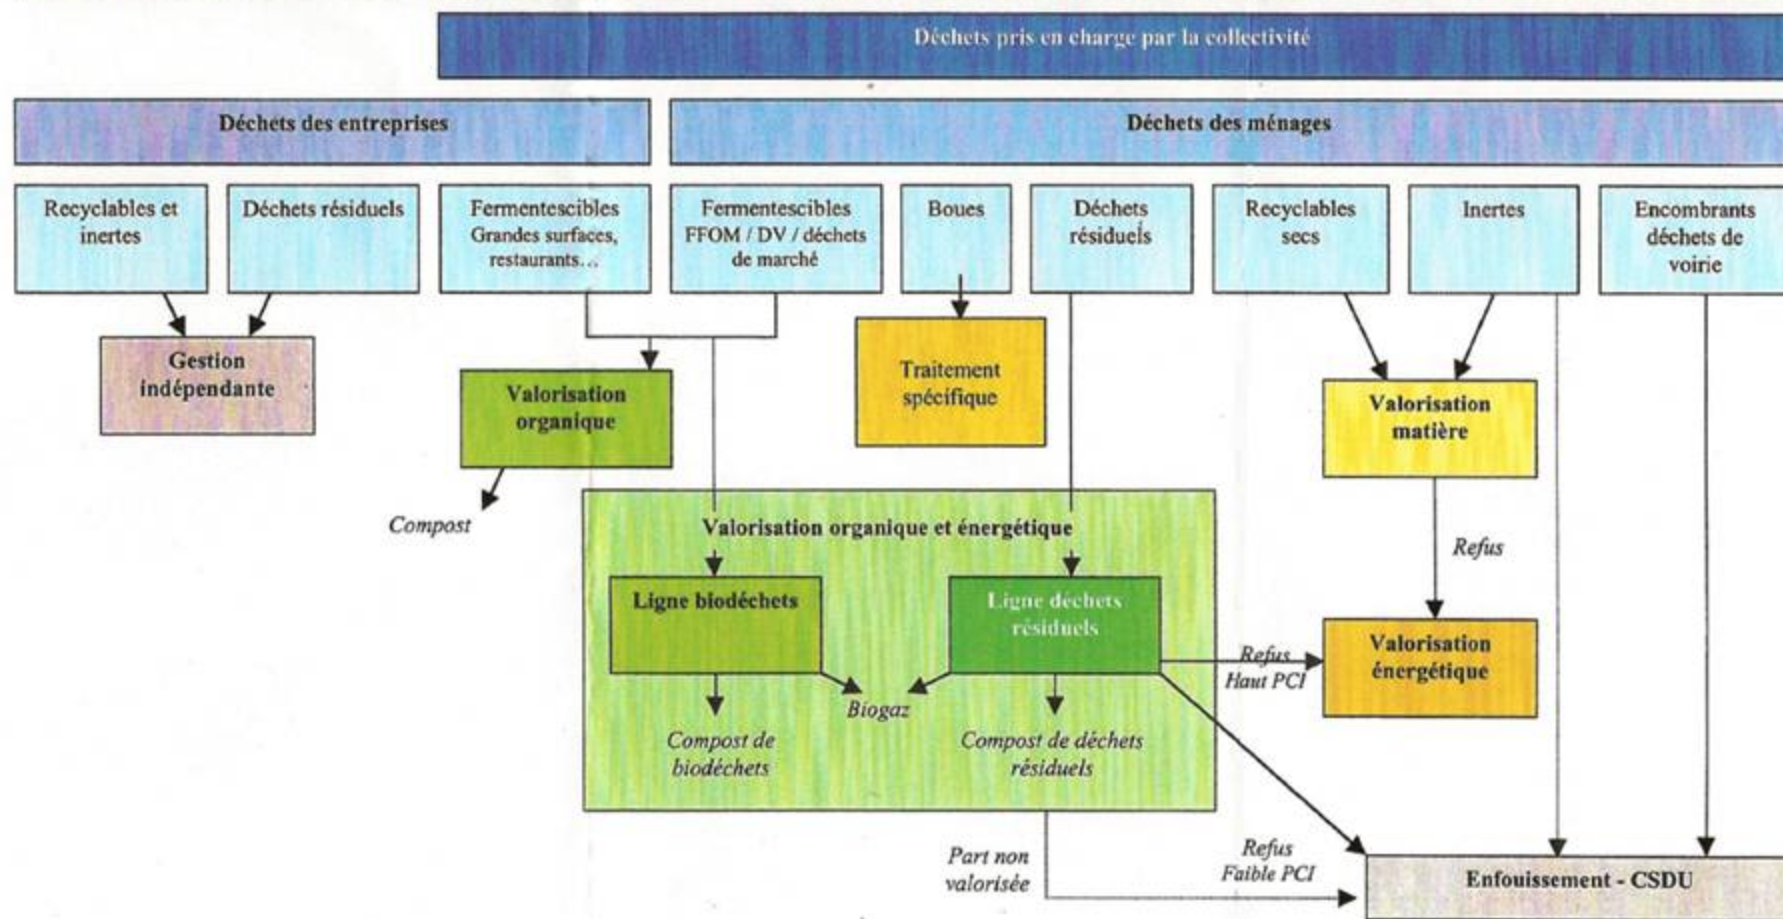 Déchets pris en charge par la collectivité
Déchets des entreprises
Déchets des ménages
Recyclables et
inertes
Déchets résiduels
Fermentescibles
Grandes surfaces,
restaurants…
Fermentescibles
FFOM / DV / déchets
de marché
Boues
Déchets
résiduels
Recyclables
secs
Inertes
Encombrants
déchets de
voirie
Gestion
indépendante
Valorisation
organique
Traitement
spécifique
Valorisation
matière
Compost
Valorisation organique et énergétique
Refus
Ligne biodéchets
Ligne déchets
résiduels
Valorisation
énergétique
Refus
Haut PCI
Biogaz
Compost de
biodéchets
Compost de déchets
résiduels
Part non
valorisée
Refus
Faible PCI
Enfouissement - CSDU